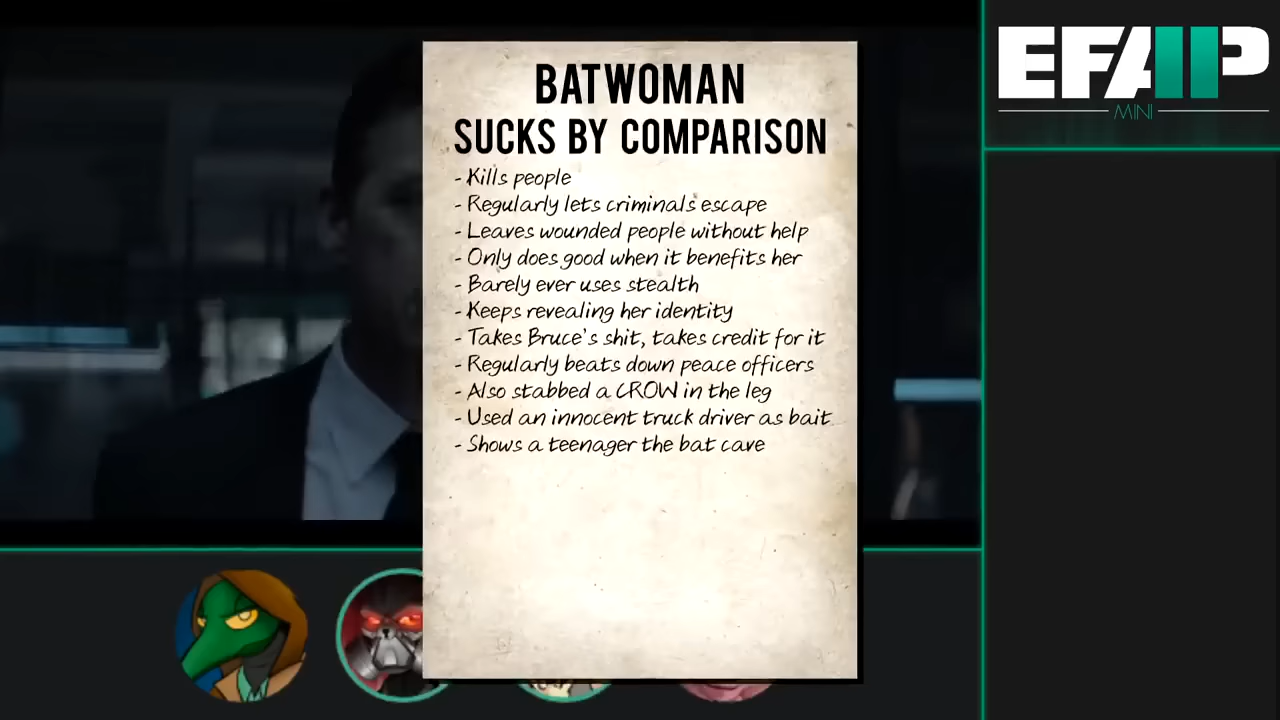 BATWOMAN
SUCKS BY COMPARISON
- Kills people
- Regularly lets criminals escape
- Leaves wounded people without help
- Only does good when it benefits her
- Barely ever uses stealth
- Keeps revealing her identity
- Takes Bruce's shit, takes credit for it
- Regularly beats down peace officers
- Also stabbed a CROW in the leg
- Used an innocent truck driver as bait
- Shows a teenager the bat cave
EFAP
MINI